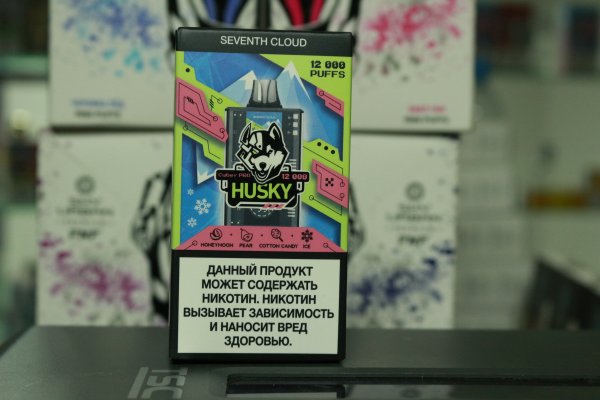 SEVENTH CLOUD
12 000
PUFFS
Cyber PRO 12 000
HUSKY
HONEYMOON PEAR COTTON CANDY ICE
ДАННЫЙ ПРОДУКТ
МОЖЕТ СОДЕРЖАТЬ
НИКОТИН. НИКОТИН
ВЫЗЫВАЕТ ЗАВИСИМОСТЬ
И НАНОСИТ ВРЕД
ЗДОРОВЬЮ.